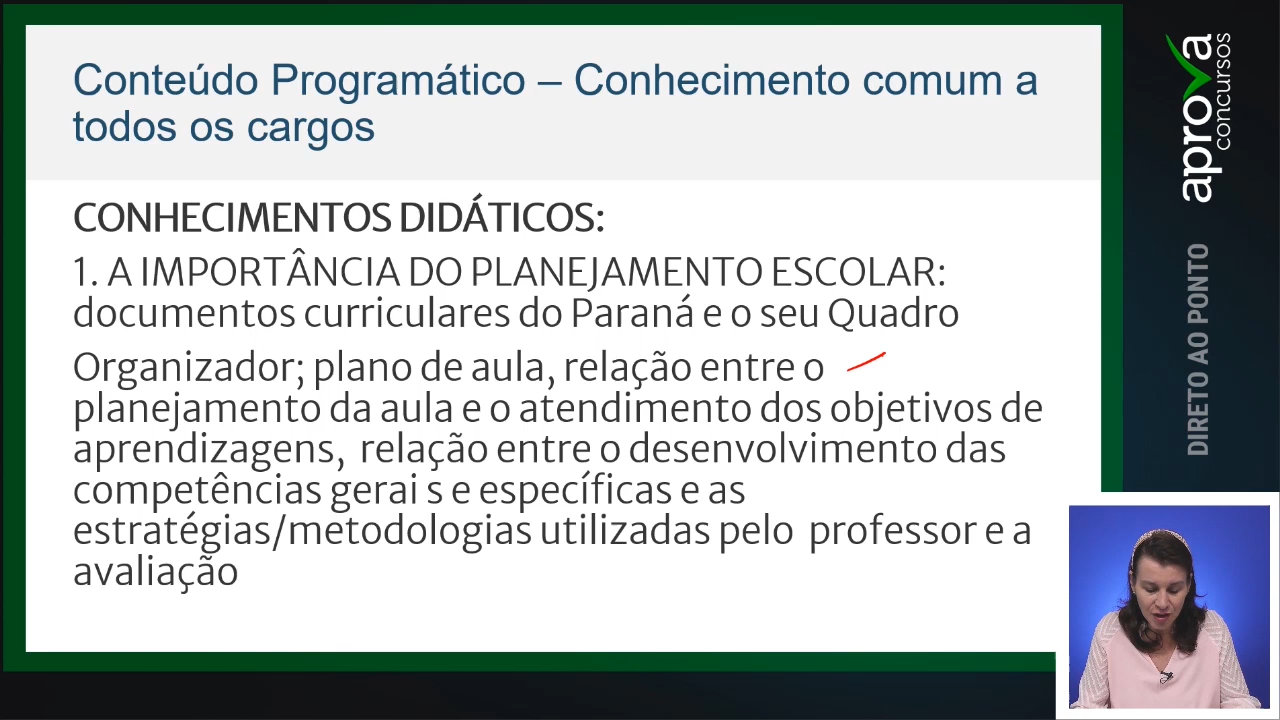 Conteúdo Programático – Conhecimento comum a
todos os cargos
CONHECIMENTOS DIDÁTICOS:
1. A IMPORTÂNCIA DO PLANEJAMENTO ESCOLAR:
documentos curriculares do Paraná e o seu Quadro
Organizador; plano de aula, relação entre o
planejamento da aula e o atendimento dos objetivos de
aprendizagens,  relação entre o desenvolvimento das
competências gerai s e específicas e as
estratégias/metodologias utilizadas pelo  professor e a
avaliação
aprova
concursos
DIRETO AO PONTO